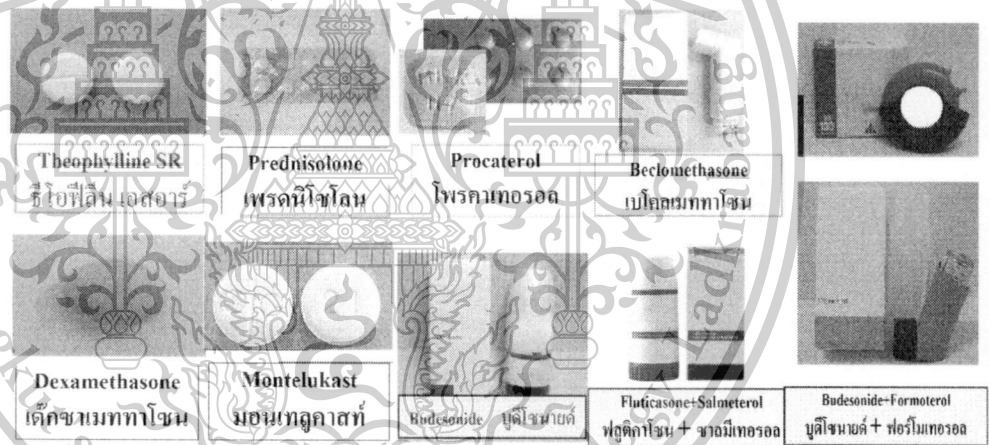 Theophylline SR
ธีโอฟีลีน เอสอาร์
Prednisolone
เพรดนิโซโลน
Procaterol
โพรคาเทอรอล
Beclomethasone
เบโคลเมททาโซน
Dexamethasone
เด็กซาเมททาโซน
Montelukast
มอนเทลูคาสท์
Budesonide บูดีโซนายด์
Fluticasone+Salmeterol
ฟลูติกาโซน + ซาลมีเทอรอล
Budesonide+Formoterol
บูดีโซนายด์ + ฟอร์โมเทอรอล